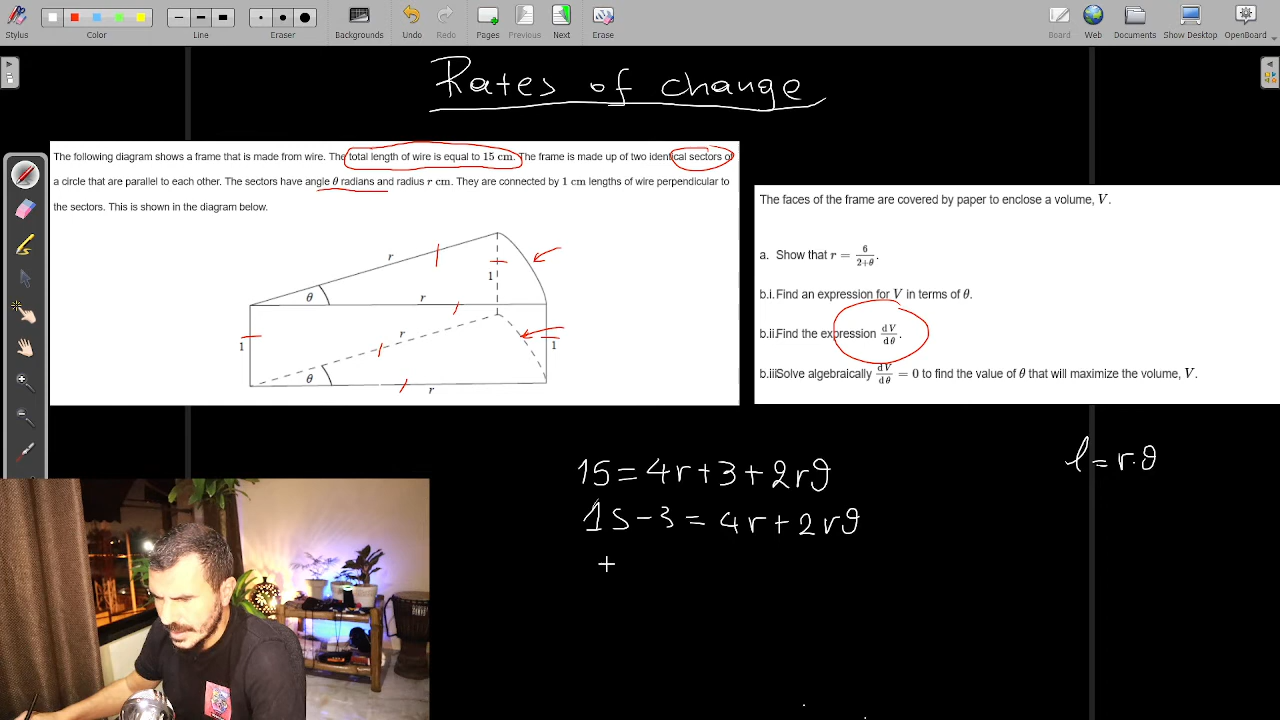 Stylus
Color
Line
Eraser
Backgrounds
Undo
Redo
Pages
Previous
Next
Erase
Board
Web
Documents
Show Desktop
OpenBoard
Rates of change
The following diagram shows a frame that is made from wire. The total length of wire is equal to 15 cm. The frame is made up of two identical sectors of
a circle that are parallel to each other. The sectors have angle θ radians and radius r cm. They are connected by 1 cm lengths of wire perpendicular to
the sectors. This is shown in the diagram below.
r
1
θ
r
1
r
1
θ
r
The faces of the frame are covered by paper to enclose a volume, V.
a. Show that r = 6/2+θ.
b.i. Find an expression for V in terms of θ.
b.ii. Find the expression dV/dθ.
b.iii Solve algebraically dV/dθ = 0 to find the value of θ that will maximize the volume, V.
15 = 4r + 3 + 2rθ
l = r·θ
15 - 3 = 4r + 2rθ